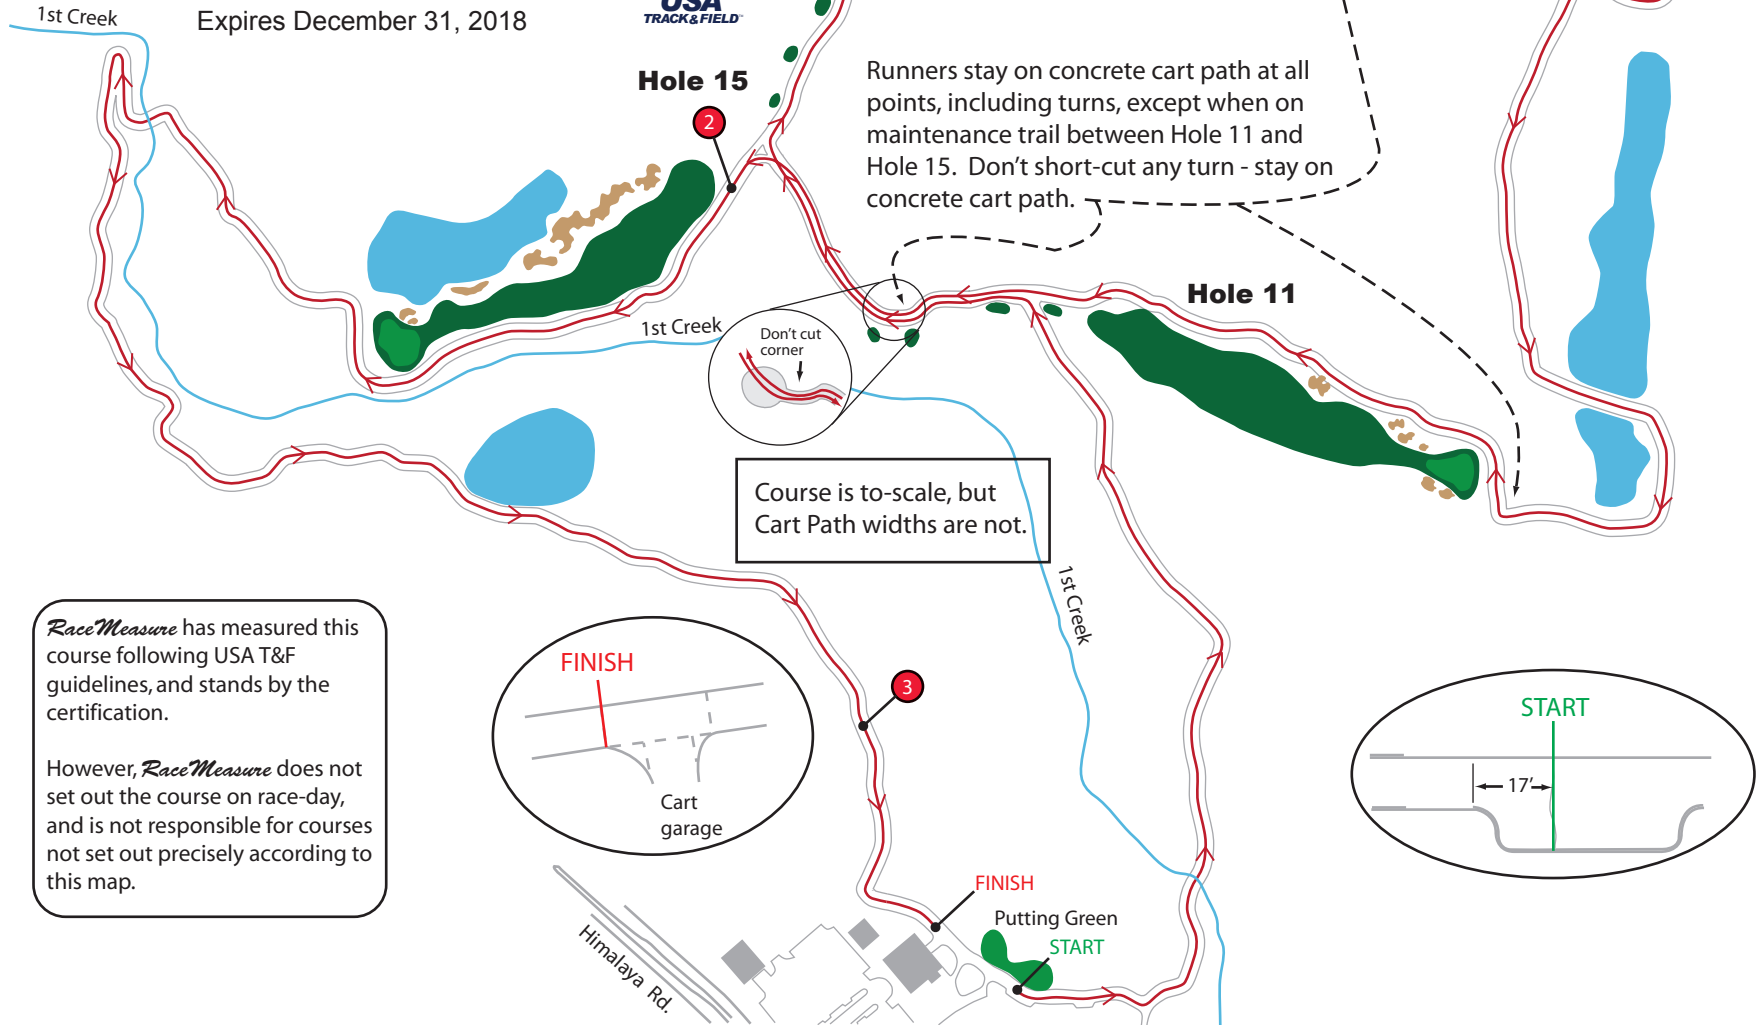 1st Creek
Expires December 31, 2018
USA
TRACK & FIELD
Hole 15
2
Runners stay on concrete cart path at all
points, including turns, except when on
maintenance trail between Hole 11 and
Hole 15.  Don't short-cut any turn - stay on
concrete cart path.
Hole 11
1st Creek
Don't cut
corner
Course is to-scale, but
Cart Path widths are not.
1st Creek
RaceMeasure has measured this
course following USA T&F
guidelines, and stands by the
certification.
However, RaceMeasure does not
set out the course on race-day,
and is not responsible for courses
not set out precisely according to
this map.
FINISH
Cart
garage
3
START
17'
FINISH
Putting Green
START
Himalaya Rd.